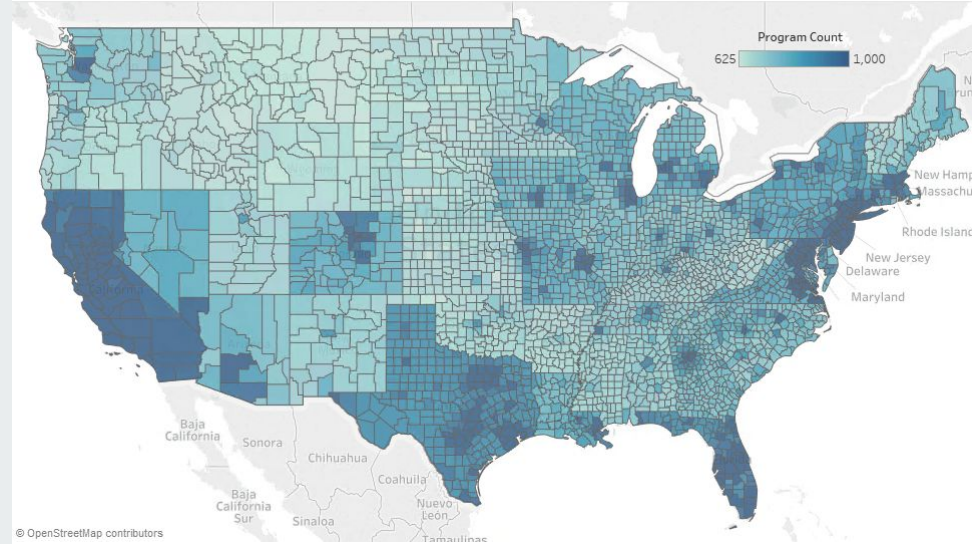 Program Count
625
1,000
N
New Hamp
Massachu
Rhode Island
New Jersey
Delaware
Maryland
Baja
California
Sonora
Chihuahua
Coahuila
Baja
California
Sur
Sinaloa
Nuevo
León
Tamaulipas
© OpenStreetMap contributors